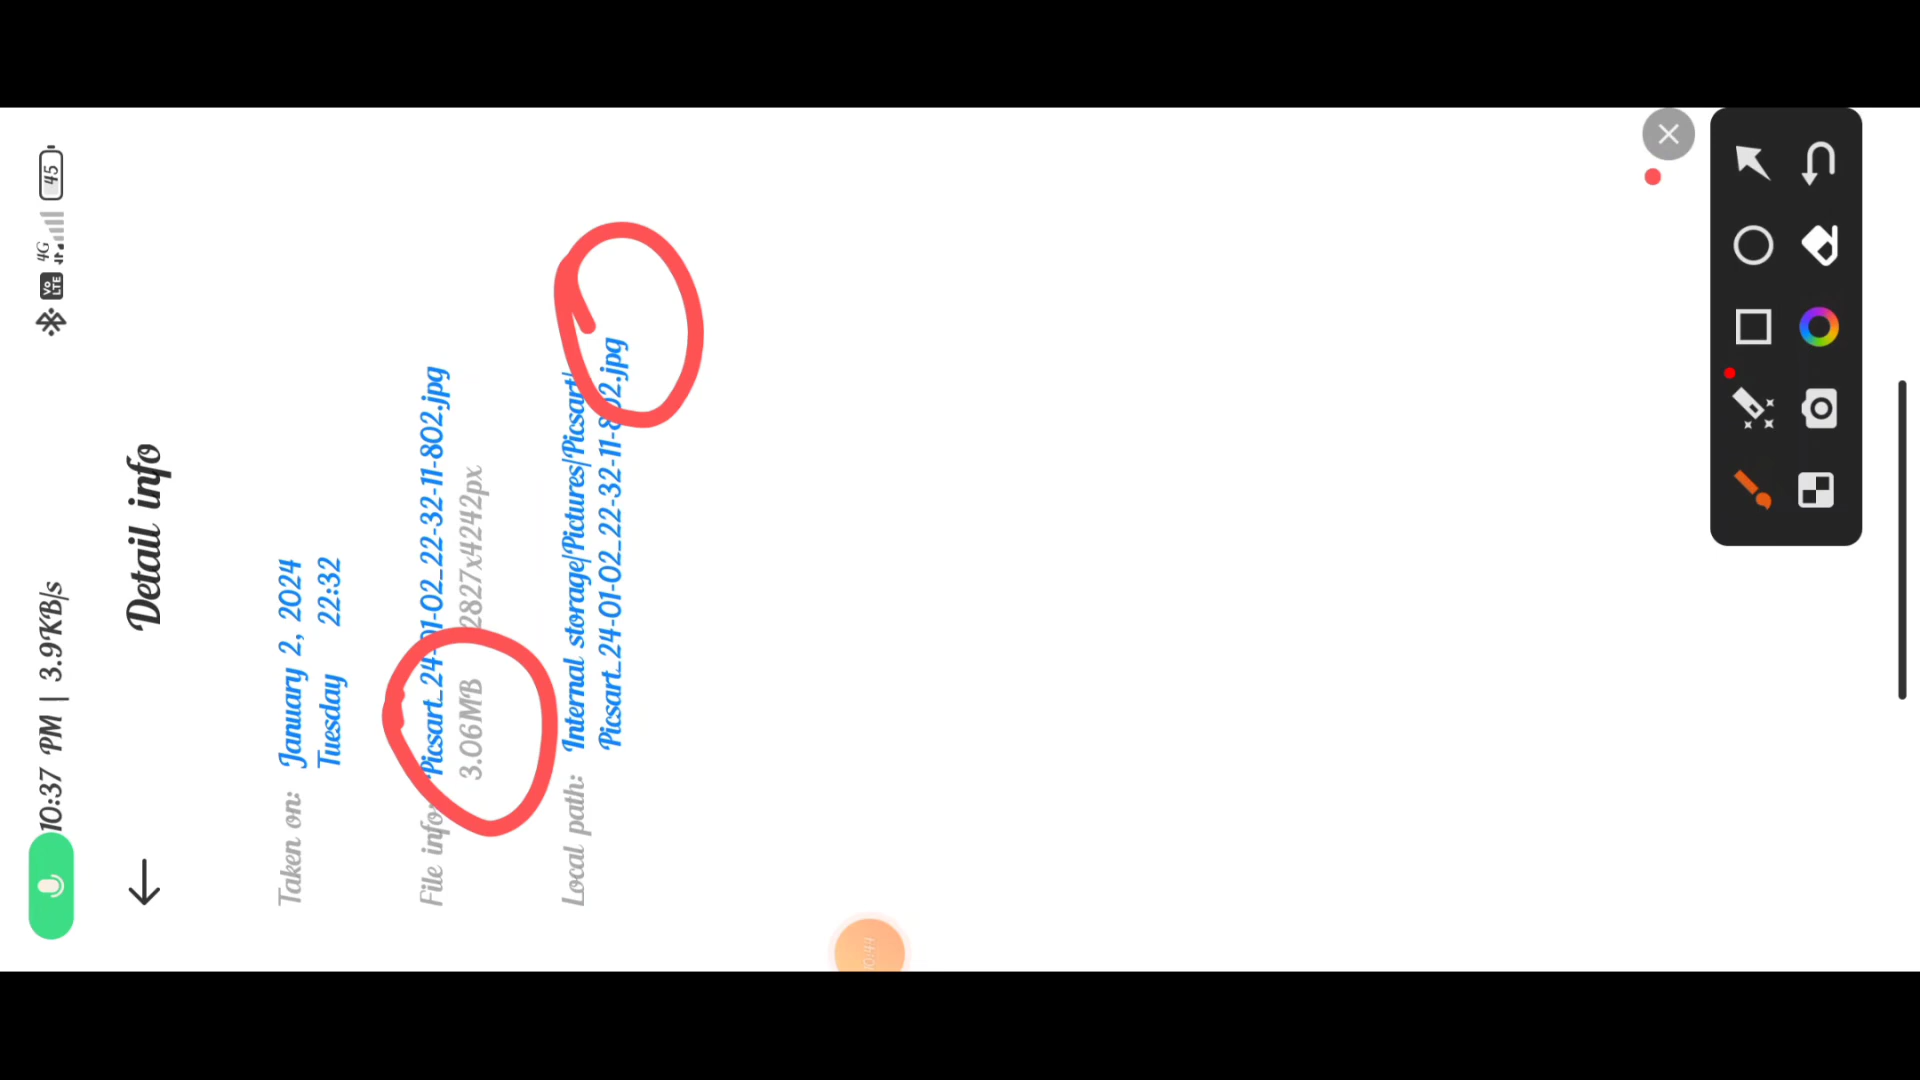 10:37 PM | 3.9KB/s VoLTE 4G 45
Detail info
Taken on: January 2, 2024
Tuesday 22:32
File info: Picsart_24-01-02_22-32-11-802.jpg
3.06MB 2827x4242px
Local path: Internal storage/Pictures/Picsart/
Picsart_24-01-02_22-32-11-802.jpg